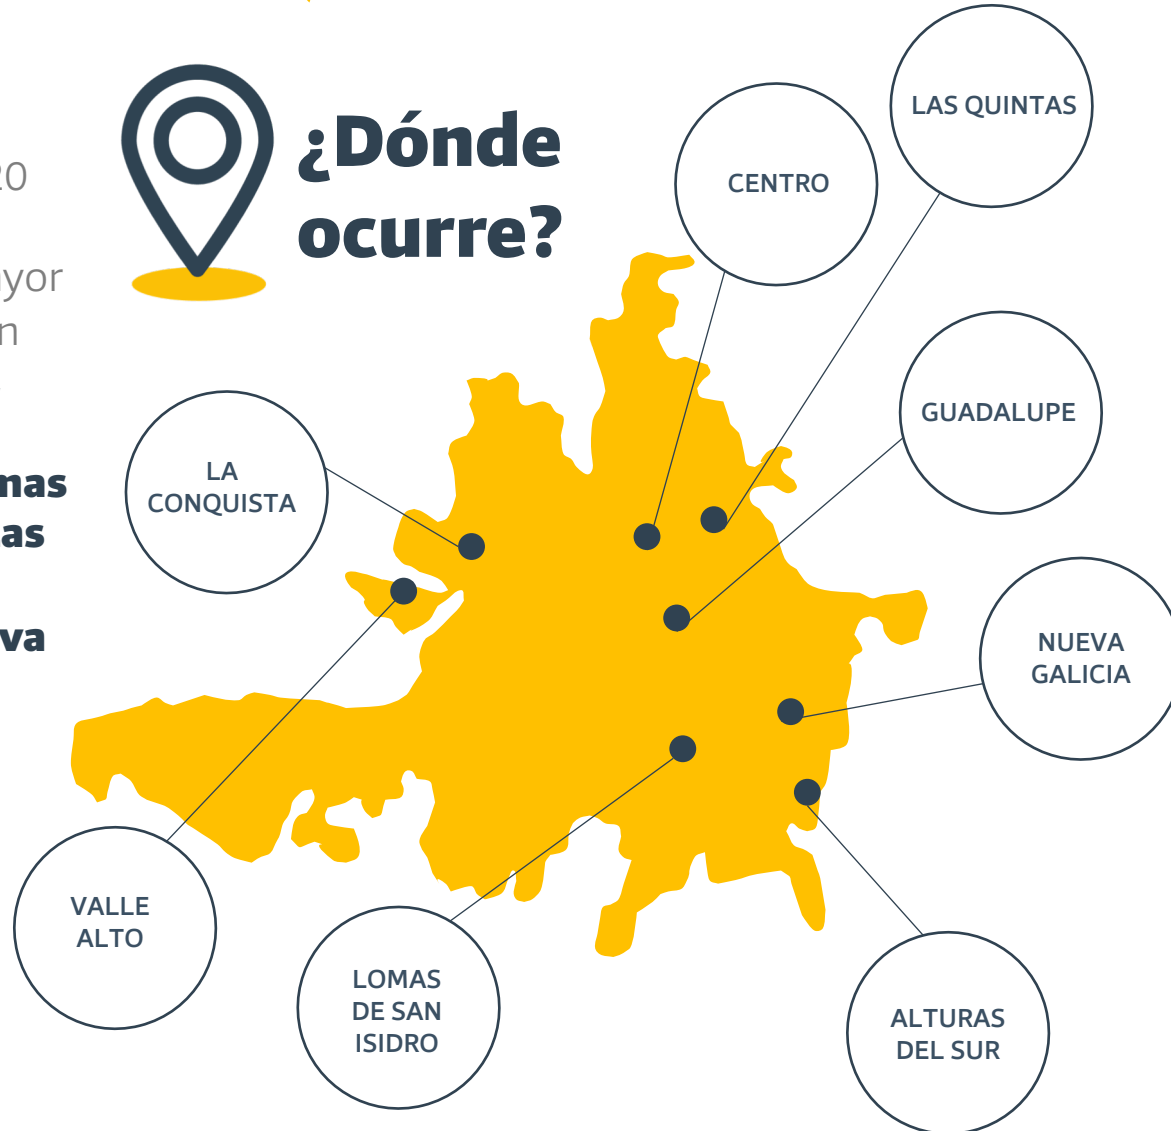 ¿Dónde
ocurre?
LAS QUINTAS
CENTRO
GUADALUPE
LA
CONQUISTA
NUEVA
GALICIA
VALLE
ALTO
LOMAS
DE SAN
ISIDRO
ALTURAS
DEL SUR